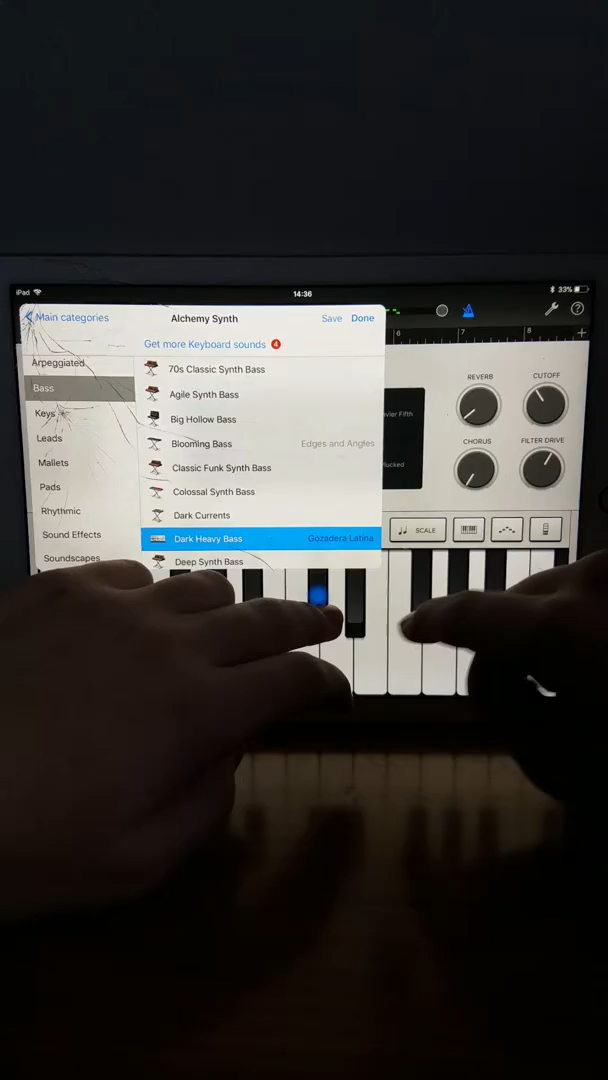 iPad
14:36
33%
Main categories
Alchemy Synth
Save
Done
Get more Keyboard sounds 4
Arpeggiated
Bass
Keys
Leads
Mallets
Pads
Rhythmic
Sound Effects
Soundscapes
70s Classic Synth Bass
Agile Synth Bass
Big Hollow Bass
Blooming Bass Edges and Angles
Classic Funk Synth Bass
Colossal Synth Bass
Dark Currents
Dark Heavy Bass Gozadera Latina
Deep Synth Bass
6 7 8 +
?
REVERB
CUTOFF
CHORUS
FILTER DRIVE
Fifth
SCALE